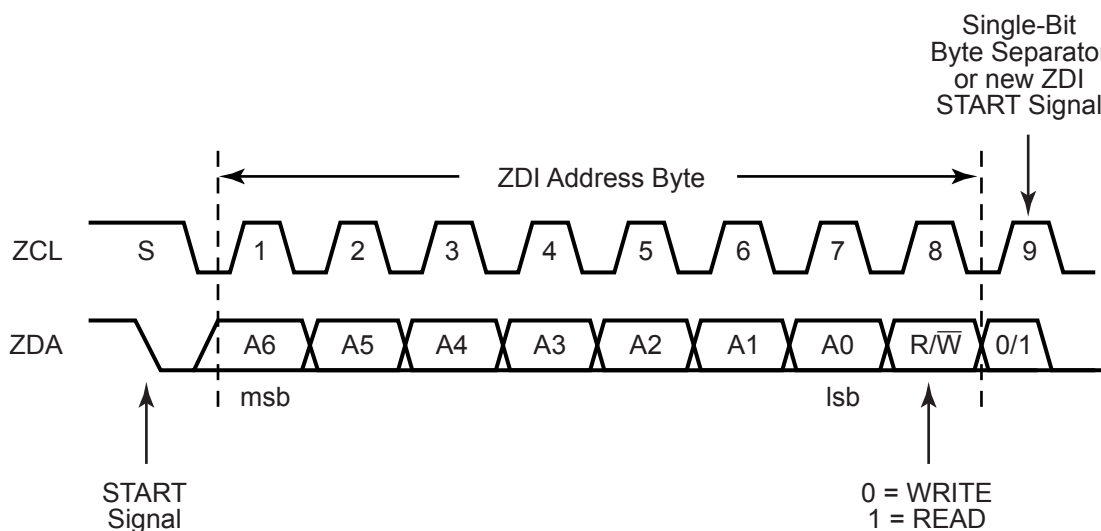 Single-Bit
Byte Separator
or new ZDI
START Signal
ZDI Address Byte
ZCL S 1 2 3 4 5 6 7 8 9
ZDA A6 A5 A4 A3 A2 A1 A0 R/W̅ 0/1
msb lsb
START
Signal
0 = WRITE
1 = READ